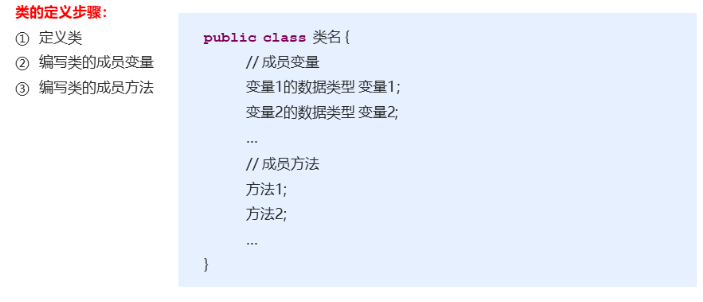 类的定义步骤：
① 定义类
② 编写类的成员变量
③ 编写类的成员方法
public class 类名 {
// 成员变量
变量1的数据类型 变量1;
变量2的数据类型 变量2;
...
// 成员方法
方法1;
方法2;
...
}